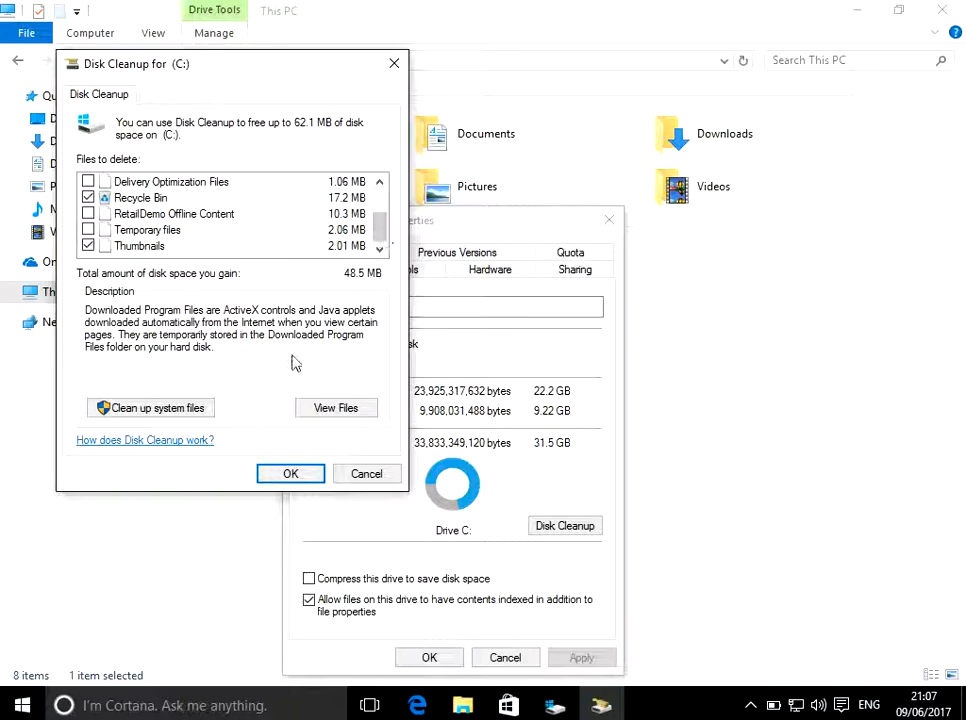 Drive Tools
This PC
File
Computer
View
Manage
Search This PC
Disk Cleanup for (C:)
Disk Cleanup
You can use Disk Cleanup to free up to 62.1 MB of disk
space on (C:).
Files to delete:
Delivery Optimization Files 1.06 MB
Recycle Bin 17.2 MB
RetailDemo Offline Content 10.3 MB
Temporary files 2.06 MB
Thumbnails 2.01 MB
Total amount of disk space you gain: 48.5 MB
Description
Downloaded Program Files are ActiveX controls and Java applets
downloaded automatically from the Internet when you view certain
pages. They are temporarily stored in the Downloaded Program
Files folder on your hard disk.
Clean up system files
View Files
How does Disk Cleanup work?
OK
Cancel
Documents
Downloads
Pictures
Videos
Previous Versions
Quota
Hardware
Sharing
23,925,317,632 bytes 22.2 GB
9,908,031,488 bytes 9.22 GB
33,833,349,120 bytes 31.5 GB
Drive C:
Disk Cleanup
Compress this drive to save disk space
Allow files on this drive to have contents indexed in addition to
file properties
OK
Cancel
Apply
8 items
1 item selected
I'm Cortana. Ask me anything.
ENG
21:07
09/06/2017